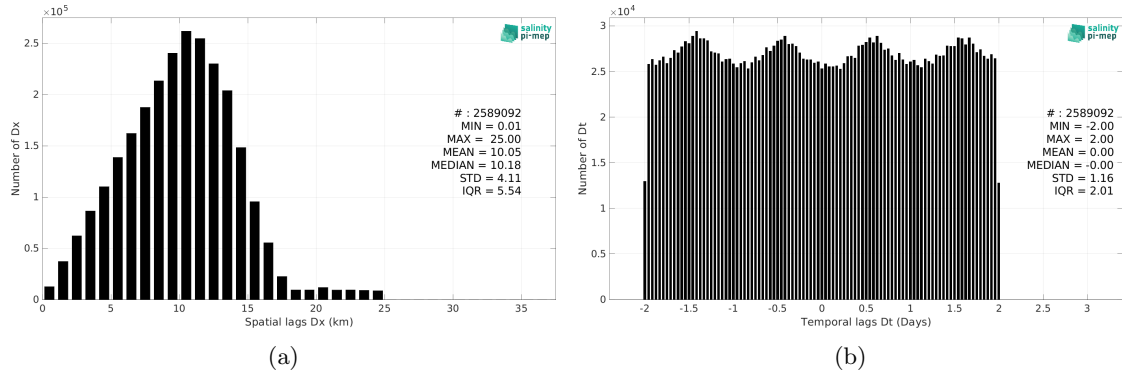 ×10⁵
2.5
2
1.5
1
0.5
0
Number of Dx
0 5 10 15 20 25 30 35
Spatial lags Dx (km)
salinity
pi-mep
# : 2589092
MIN = 0.01
MAX = 25.00
MEAN = 10.05
MEDIAN = 10.18
STD = 4.11
IQR = 5.54
(a)
×10⁴
3
2.5
2
1.5
1
0.5
0
Number of Dt
-2 -1.5 -1 -0.5 0 0.5 1 1.5 2 2.5 3
Temporal lags Dt (Days)
salinity
pi-mep
# : 2589092
MIN = -2.00
MAX = 2.00
MEAN = 0.00
MEDIAN = -0.00
STD = 1.16
IQR = 2.01
(b)